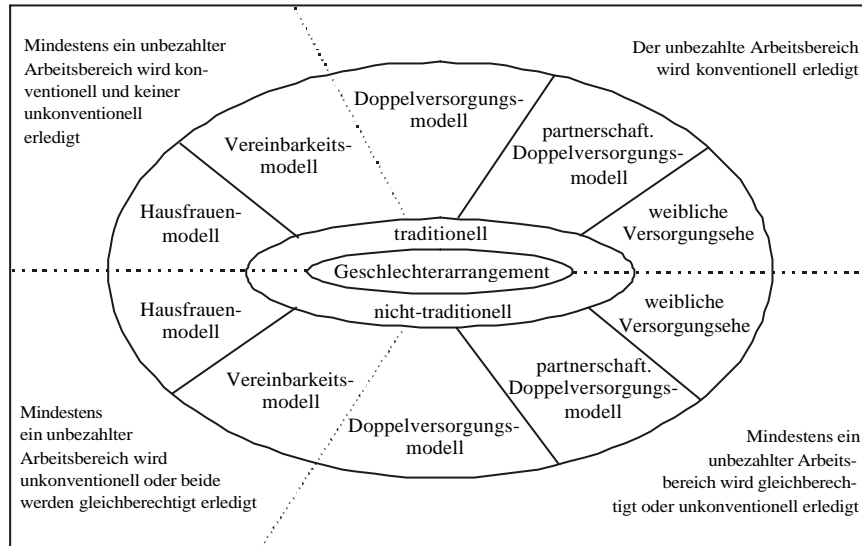 Mindestens ein unbezahlter
Arbeitsbereich wird kon-
ventionell und keiner
unkonventionell
erledigt
Der unbezahlte Arbeitsbereich
wird konventionell erledigt
Doppelversorgungs-
modell
Vereinbarkeits-
modell
partnerschaft.
Doppelversorgungs-
modell
Hausfrauen-
modell
weibliche
Versorgungsehe
traditionell
Geschlechterarrangement
nicht-traditionell
Hausfrauen-
modell
weibliche
Versorgungsehe
Vereinbarkeits-
modell
partnerschaft.
Doppelversorgungs-
modell
Doppelversorgungs-
modell
Mindestens
ein unbezahlter
Arbeitsbereich wird
unkonventionell oder beide
werden gleichberechtigt erledigt
Mindestens ein
unbezahlter Arbeits-
bereich wird gleichberech-
tigt oder unkonventionell erledigt